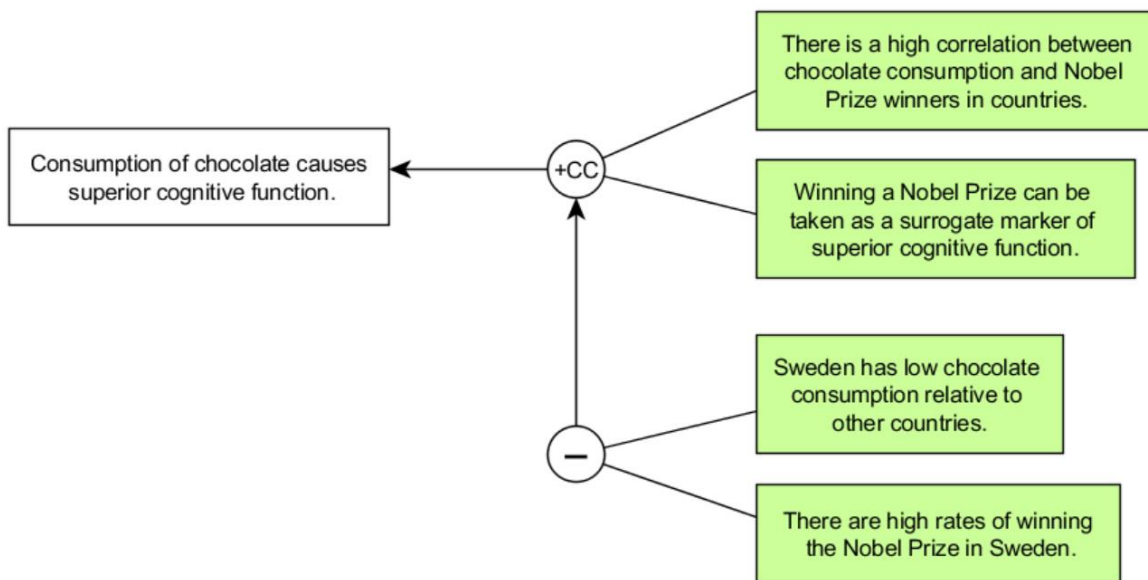 There is a high correlation between
chocolate consumption and Nobel
Prize winners in countries.
Consumption of chocolate causes
superior cognitive function.
+CC
Winning a Nobel Prize can be
taken as a surrogate marker of
superior cognitive function.
Sweden has low chocolate
consumption relative to
other countries.
–
There are high rates of winning
the Nobel Prize in Sweden.